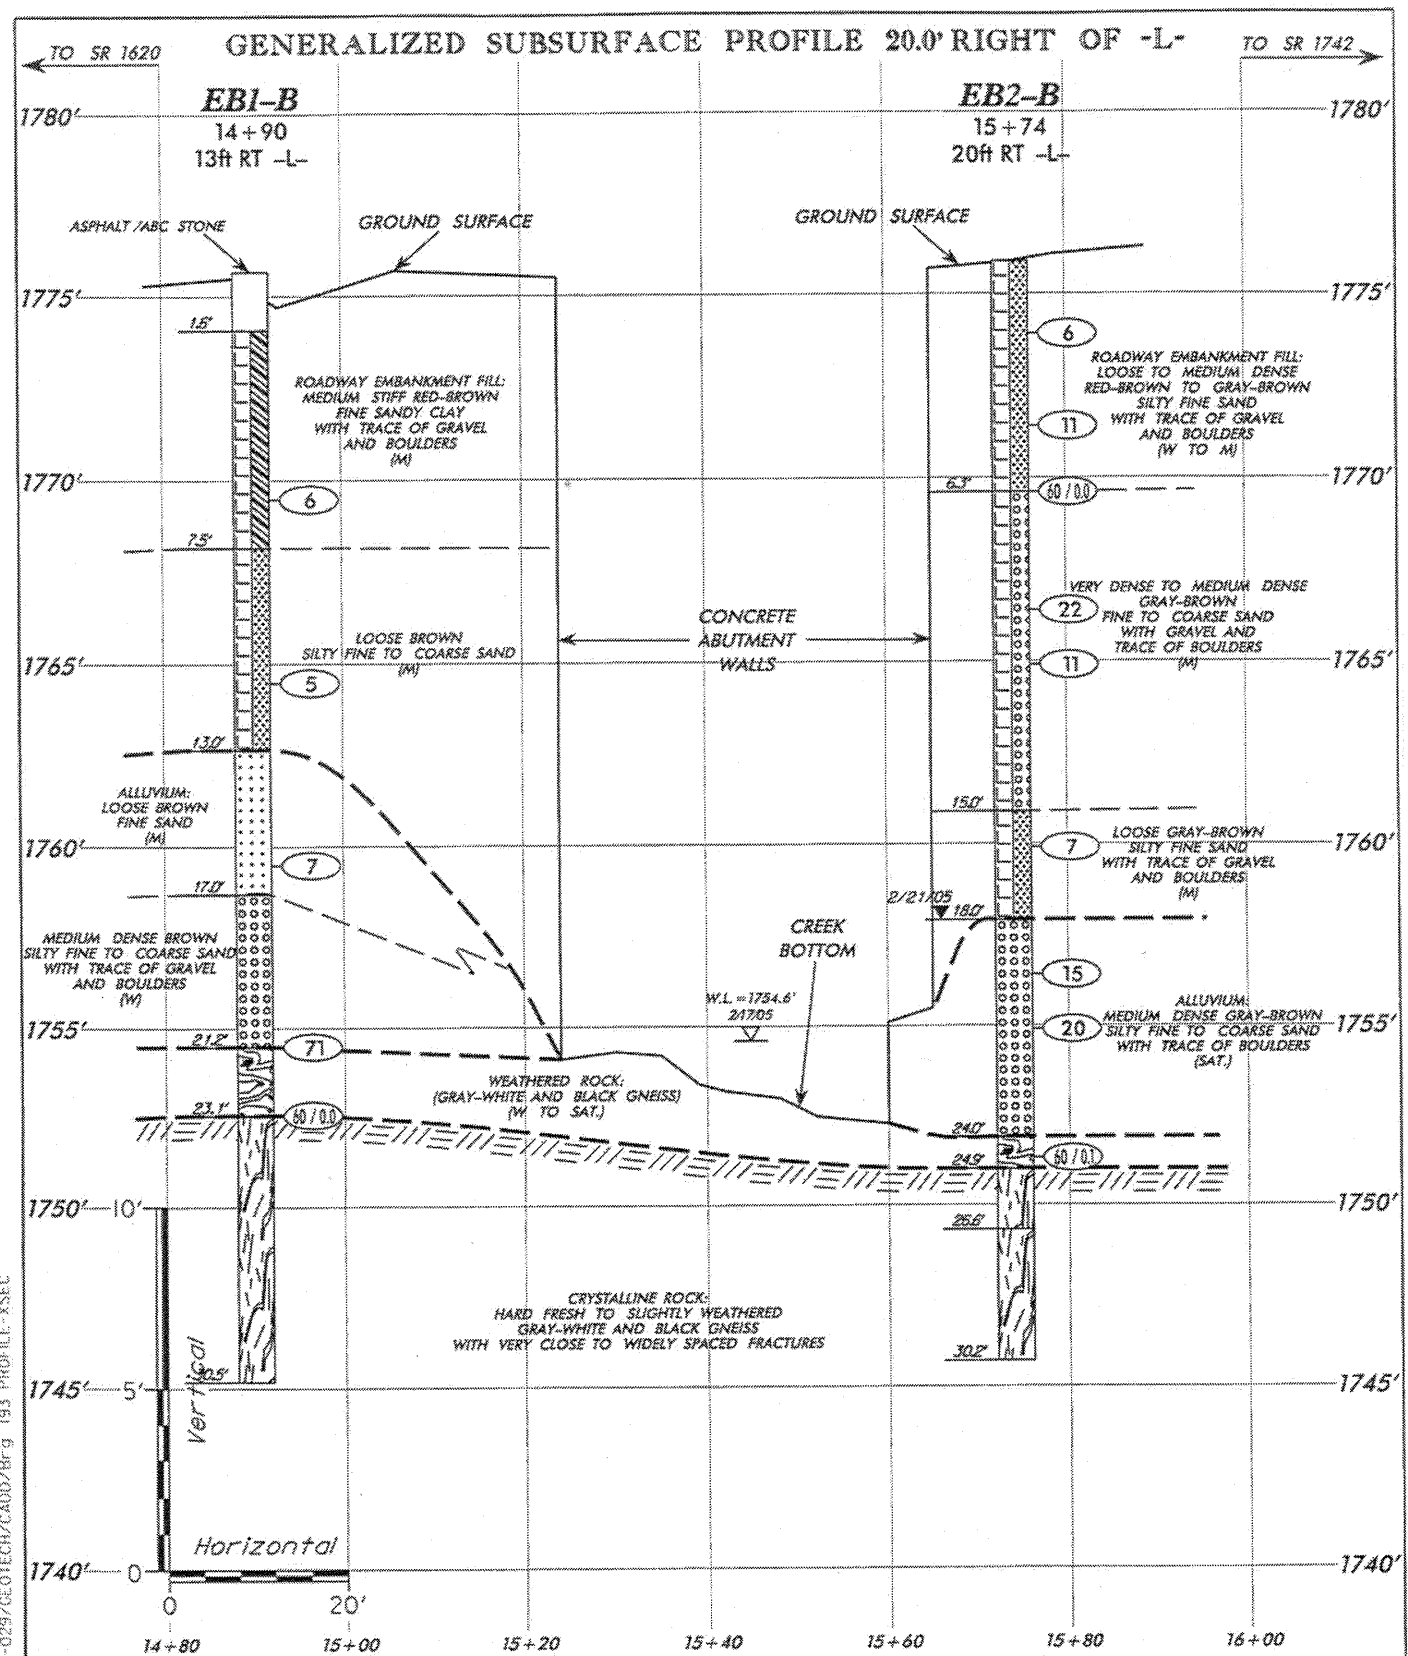 GENERALIZED SUBSURFACE PROFILE 20.0' RIGHT OF -L-
TO SR 1620
TO SR 1742
EB1-B
14+90
13ft RT -L-
EB2-B
15+74
20ft RT -L-
1780'
1780'
ASPHALT/ABC STONE
GROUND SURFACE
GROUND SURFACE
1775'
1775'
1.6'
6
ROADWAY EMBANKMENT FILL:
MEDIUM STIFF RED-BROWN
FINE SANDY CLAY
WITH TRACE OF GRAVEL
AND BOULDERS
(M)
ROADWAY EMBANKMENT FILL:
LOOSE TO MEDIUM DENSE
RED-BROWN TO GRAY-BROWN
SILTY FINE SAND
WITH TRACE OF GRAVEL
AND BOULDERS
(W TO M)
11
1770'
1770'
6
6.3'
60 / 0.0
7.5'
VERY DENSE TO MEDIUM DENSE
GRAY-BROWN
FINE TO COARSE SAND
WITH GRAVEL AND
TRACE OF BOULDERS
(M)
22
CONCRETE
ABUTMENT
WALLS
LOOSE BROWN
SILTY FINE TO COARSE SAND
(M)
1765'
1765'
11
5
13.0'
ALLUVIUM:
LOOSE BROWN
FINE SAND
(M)
15.0'
LOOSE GRAY-BROWN
SILTY FINE SAND
WITH TRACE OF GRAVEL
AND BOULDERS
(M)
1760'
1760'
7
7
17.0'
2/21/05
18.0'
MEDIUM DENSE BROWN
SILTY FINE TO COARSE SAND
WITH TRACE OF GRAVEL
AND BOULDERS
(W)
CREEK
BOTTOM
15
W.L. = 1754.6'
2/17/05
ALLUVIUM:
MEDIUM DENSE GRAY-BROWN
SILTY FINE TO COARSE SAND
WITH TRACE OF BOULDERS
(SAT.)
1755'
1755'
20
21.2'
71
WEATHERED ROCK:
(GRAY-WHITE AND BLACK GNEISS)
(W TO SAT.)
23.1'
60 / 0.0
24.0'
24.9'
60 / 0.1
1750'
10'
1750'
26.6'
CRYSTALLINE ROCK:
HARD FRESH TO SLIGHTLY WEATHERED
GRAY-WHITE AND BLACK GNEISS
WITH VERY CLOSE TO WIDELY SPACED FRACTURES
30.5'
30.2'
1745'
5'
1745'
Vertical
Horizontal
1740'
0
1740'
0
20'
14+80
15+00
15+20
15+40
15+60
15+80
16+00